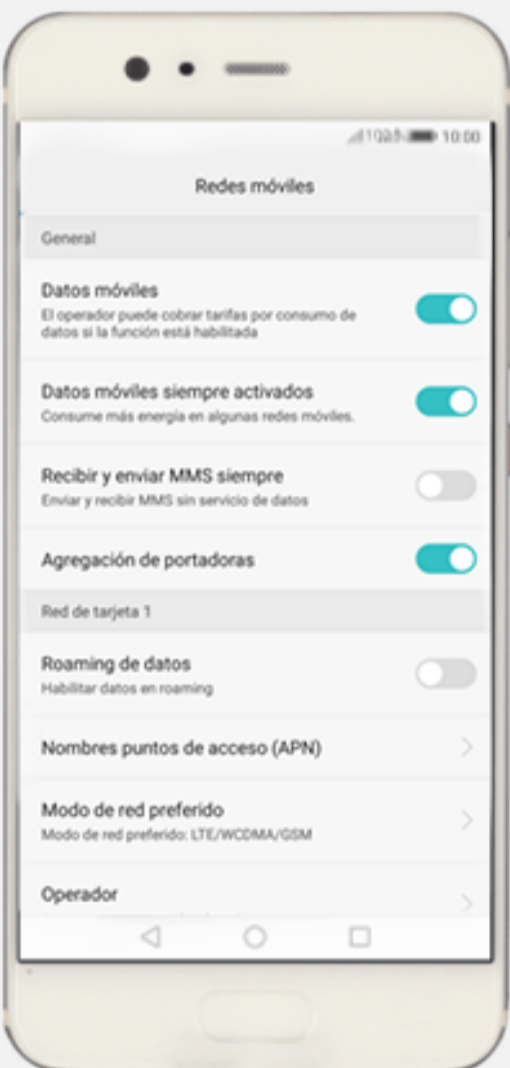 10:00
Redes móviles
General
Datos móviles
El operador puede cobrar tarifas por consumo de
datos si la función está habilitada
Datos móviles siempre activados
Consume más energía en algunas redes móviles.
Recibir y enviar MMS siempre
Enviar y recibir MMS sin servicio de datos
Agregación de portadoras
Red de tarjeta 1
Roaming de datos
Habilitar datos en roaming
Nombres puntos de acceso (APN)
Modo de red preferido
Modo de red preferido: LTE/WCDMA/GSM
Operador